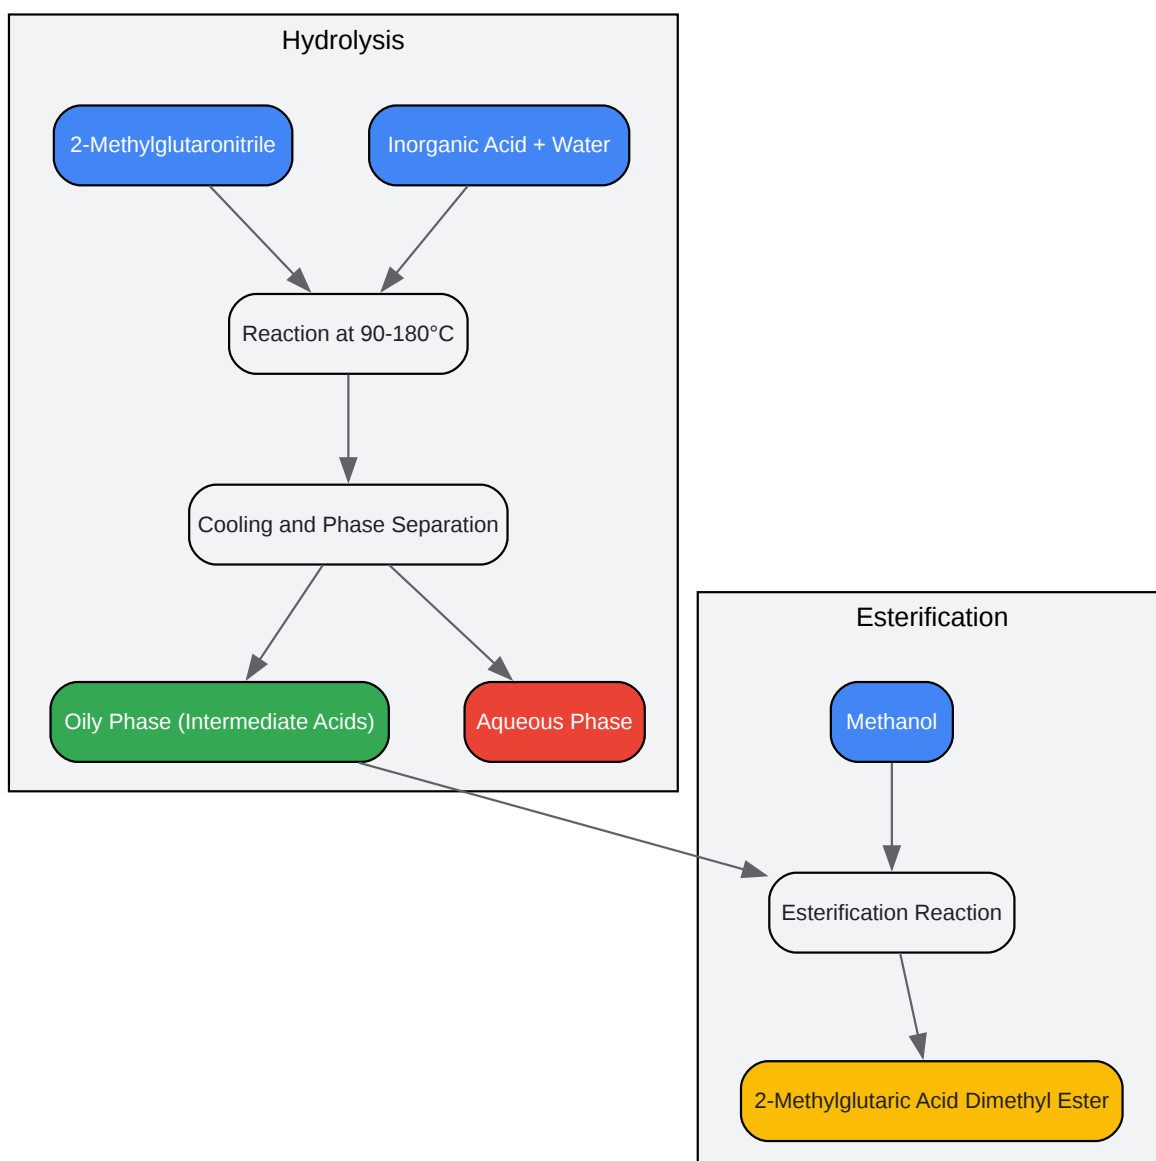 Hydrolysis
2-Methylglutaronitrile
Inorganic Acid + Water
Reaction at 90-180°C
Cooling and Phase Separation
Oily Phase (Intermediate Acids)
Aqueous Phase
Esterification
Methanol
Esterification Reaction
2-Methylglutaric Acid Dimethyl Ester